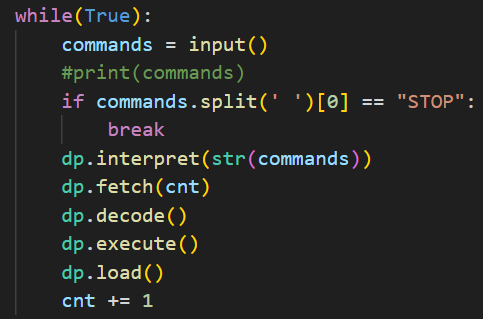 while(True):
    commands = input()
    #print(commands)
    if commands.split(' ')[0] == "STOP":
        break
    dp.interpret(str(commands))
    dp.fetch(cnt)
    dp.decode()
    dp.execute()
    dp.load()
    cnt += 1